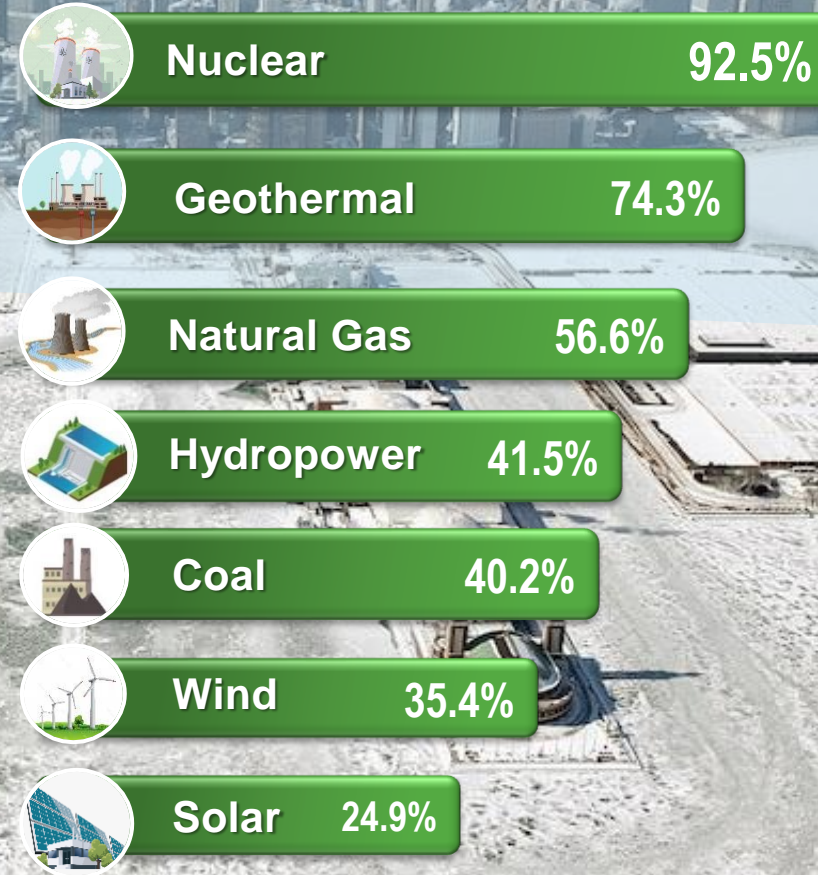 Nuclear 92.5%
Geothermal 74.3%
Natural Gas 56.6%
Hydropower 41.5%
Coal 40.2%
Wind 35.4%
Solar 24.9%